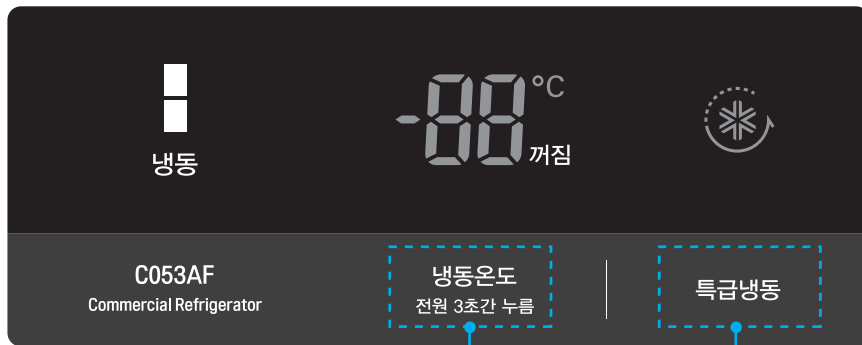 냉동
-88°C
꺼짐
C053AF
Commercial Refrigerator
냉동온도
전원 3초간 누름
특급냉동